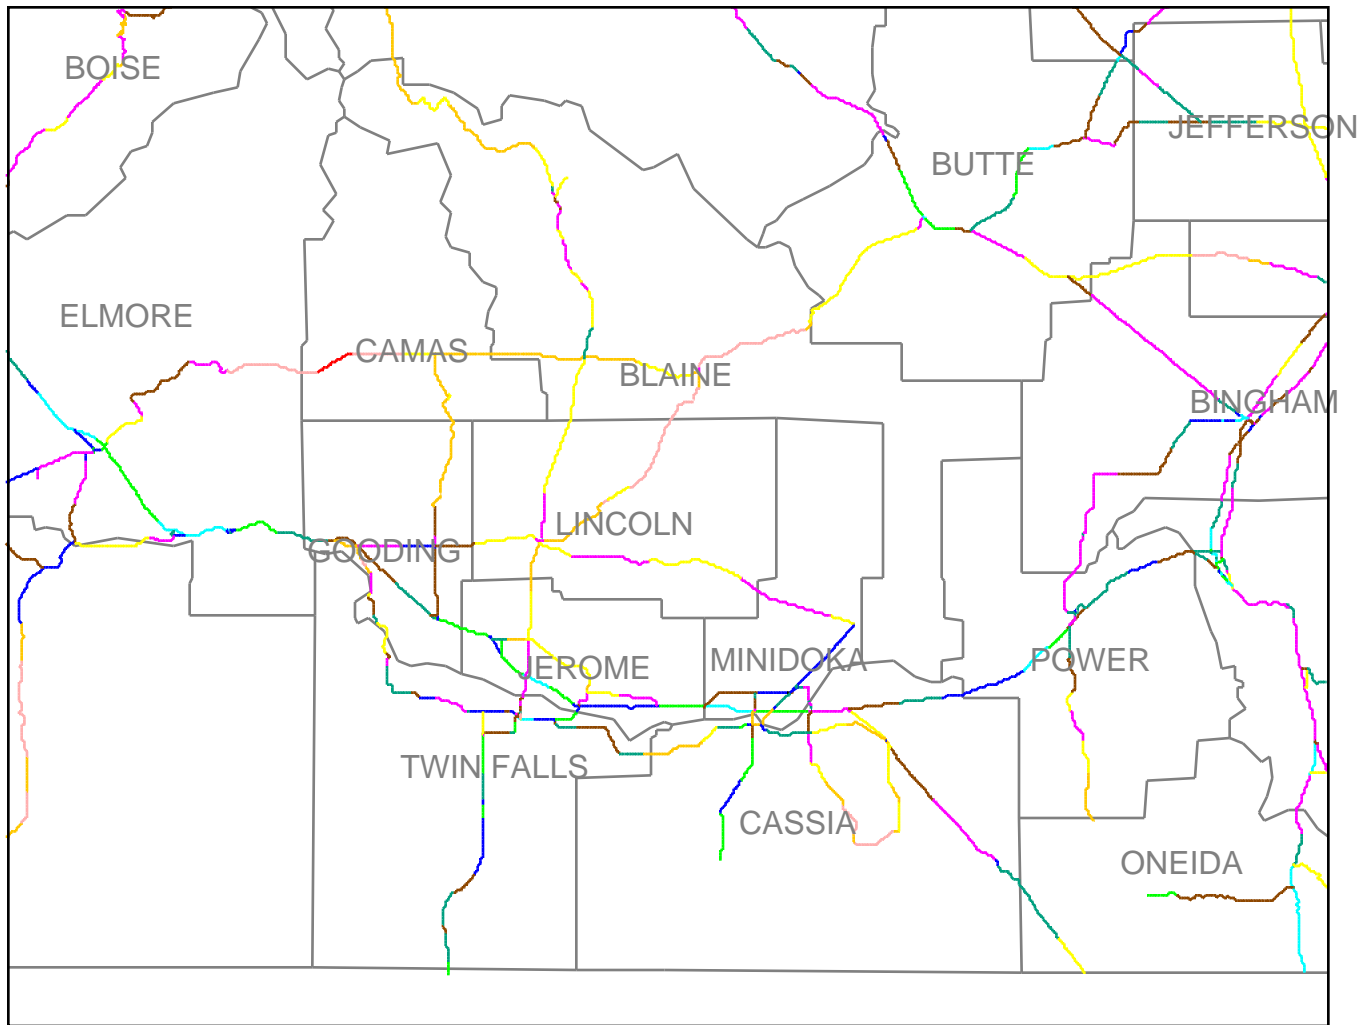 BOISE
JEFFERSON
BUTTE
ELMORE
CAMAS
BLAINE
BINGHAM
LINCOLN
GOODING
JEROME
MINIDOKA
POWER
TWIN FALLS
CASSIA
ONEIDA